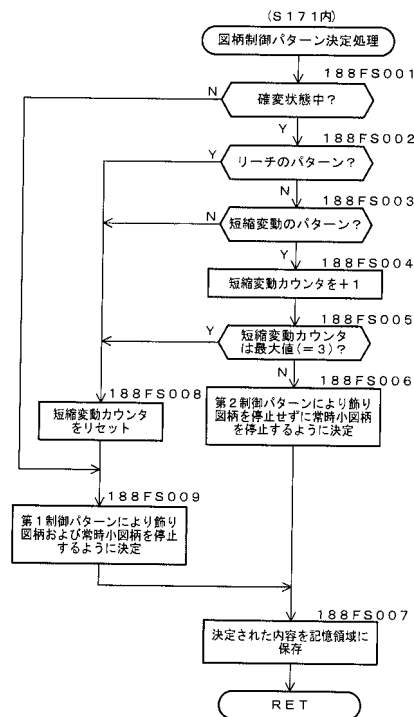 (S171内)
図柄制御パターン決定処理
188FS001
確変状態中?
N
Y
188FS002
リーチのパターン?
Y
N
188FS003
短縮変動のパターン?
N
Y
188FS004
短縮変動カウンタを+1
188FS005
短縮変動カウンタ
は最大値(=3)?
Y
N
188FS006
第2制御パターンにより飾り
図柄を停止せずに常時小図柄
を停止するように決定
188FS008
短縮変動カウンタ
をリセット
188FS009
第1制御パターンにより飾り
図柄および常時小図柄を停止
するように決定
188FS007
決定された内容を記憶領域に
保存
RET